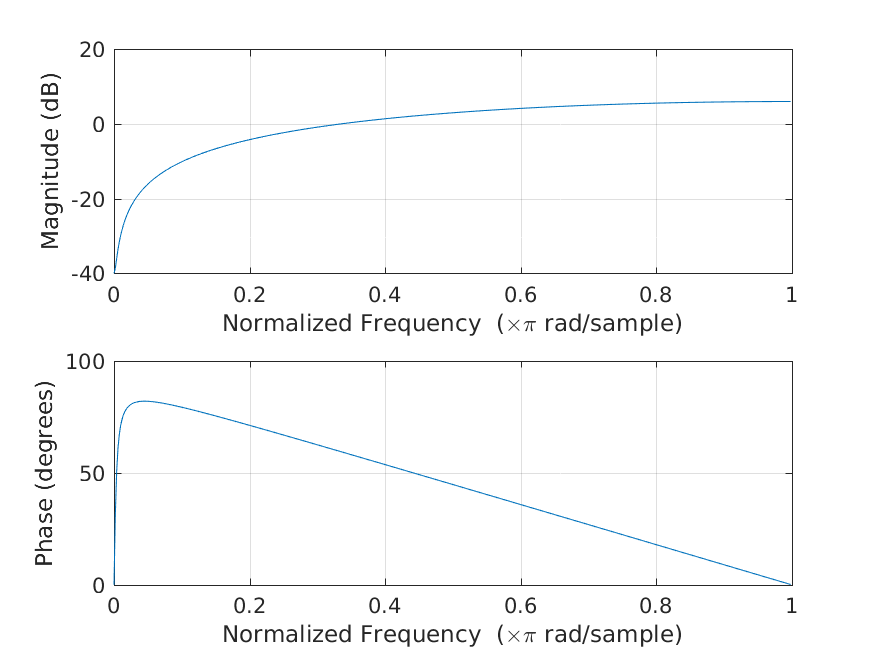 20
0
-20
-40
Magnitude (dB)
0 0.2 0.4 0.6 0.8 1
Normalized Frequency (×π rad/sample)
100
50
0
Phase (degrees)
0 0.2 0.4 0.6 0.8 1
Normalized Frequency (×π rad/sample)